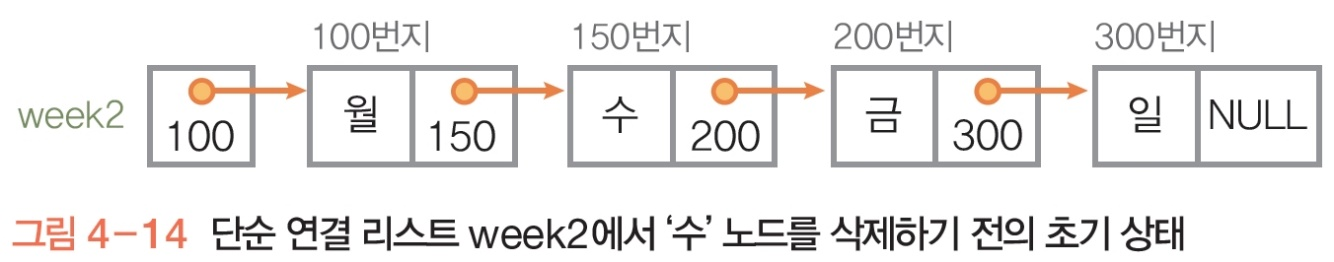 100번지 150번지 200번지 300번지
week2 100 월 150 수 200 금 300 일 NULL
그림 4-14 단순 연결 리스트 week2에서 ‘수’ 노드를 삭제하기 전의 초기 상태